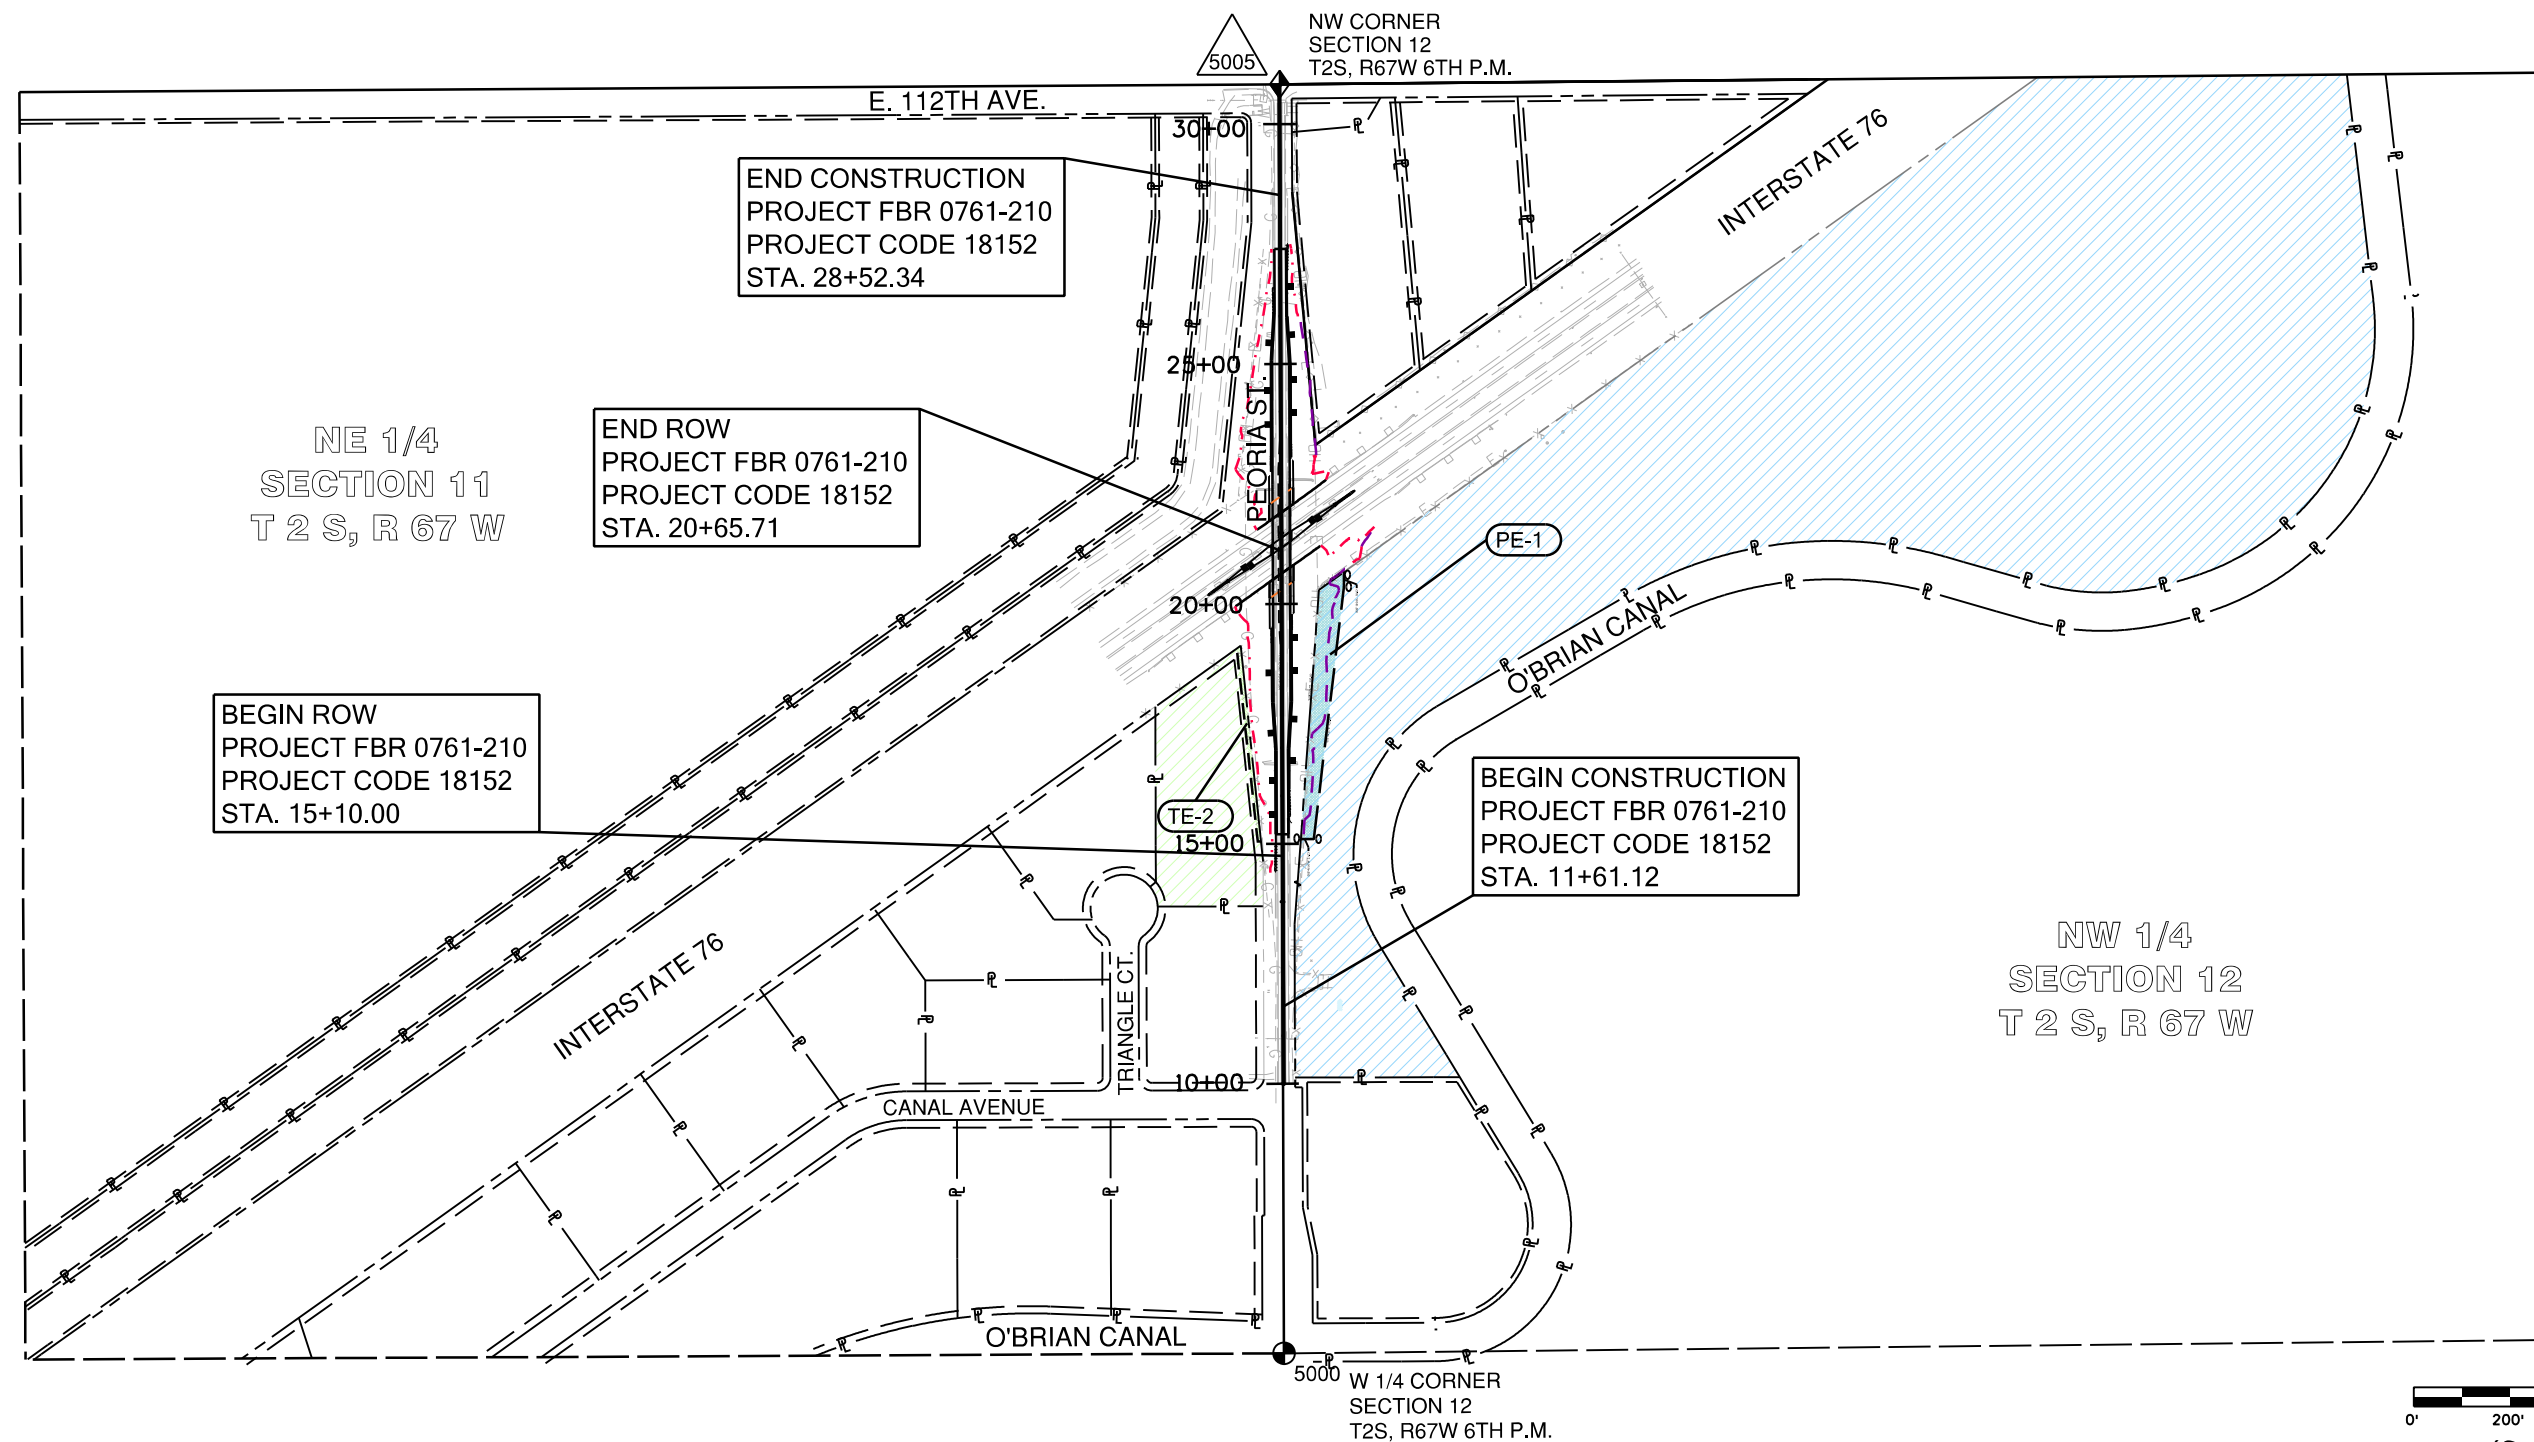 5005
NW CORNER
SECTION 12
T2S, R67W 6TH P.M.
E. 112TH AVE.
30+00
END CONSTRUCTION
PROJECT FBR 0761-210
PROJECT CODE 18152
STA. 28+52.34
INTERSTATE 76
25+00
PEORIA ST.
NE 1/4
SECTION 11
T 2 S, R 67 W
END ROW
PROJECT FBR 0761-210
PROJECT CODE 18152
STA. 20+65.71
PE-1
20+00
O'BRIAN CANAL
BEGIN ROW
PROJECT FBR 0761-210
PROJECT CODE 18152
STA. 15+10.00
TE-2
15+00
BEGIN CONSTRUCTION
PROJECT FBR 0761-210
PROJECT CODE 18152
STA. 11+61.12
INTERSTATE 76
TRIANGLE CT.
NW 1/4
SECTION 12
T 2 S, R 67 W
10+00
CANAL AVENUE
O'BRIAN CANAL
5000
W 1/4 CORNER
SECTION 12
T2S, R67W 6TH P.M.
0' 200'